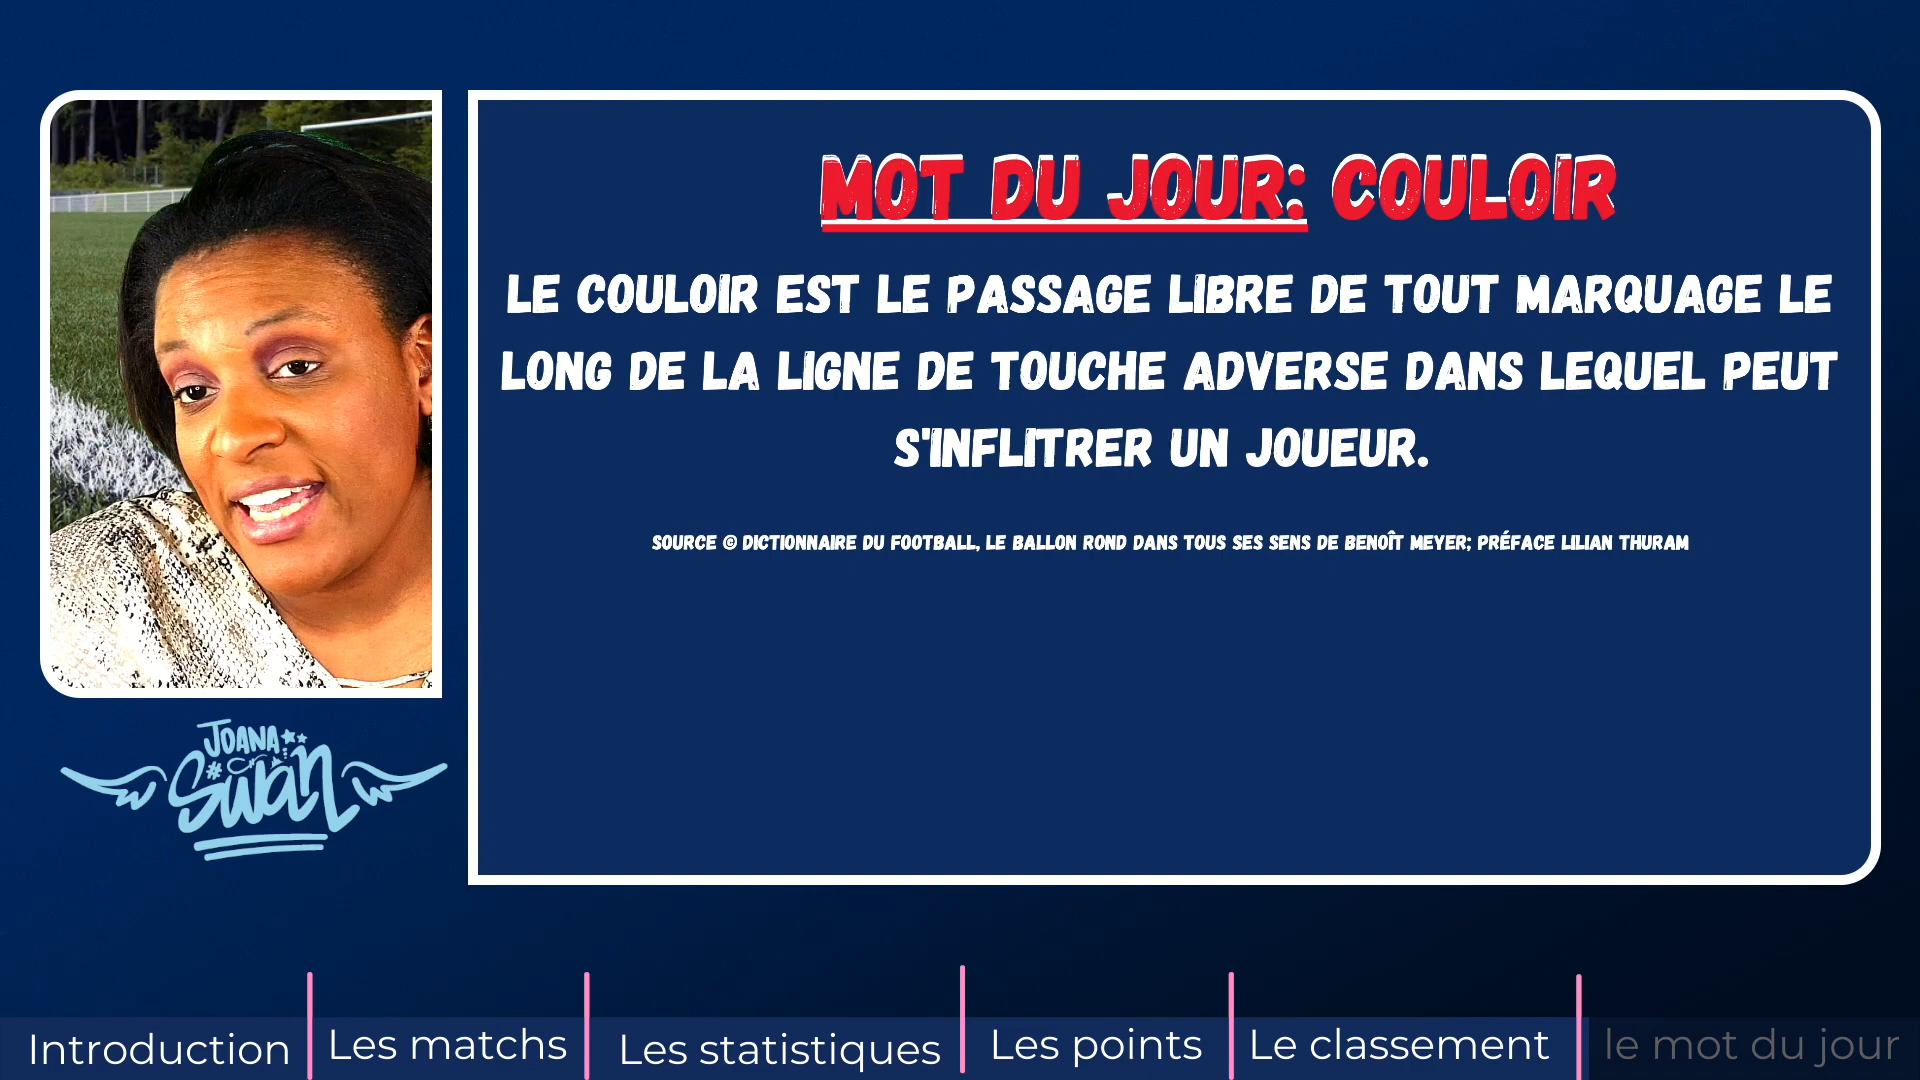 MOT DU JOUR: COULOIR
LE COULOIR EST LE PASSAGE LIBRE DE TOUT MARQUAGE LE
LONG DE LA LIGNE DE TOUCHE ADVERSE DANS LEQUEL PEUT
S'INFLITRER UN JOUEUR.
SOURCE © DICTIONNAIRE DU FOOTBALL, LE BALLON ROND DANS TOUS SES SENS DE BENOÎT MEYER; PRÉFACE LILIAN THURAM
JOANA
#Swan
Introduction
Les matchs
Les statistiques
Les points
Le classement
le mot du jour